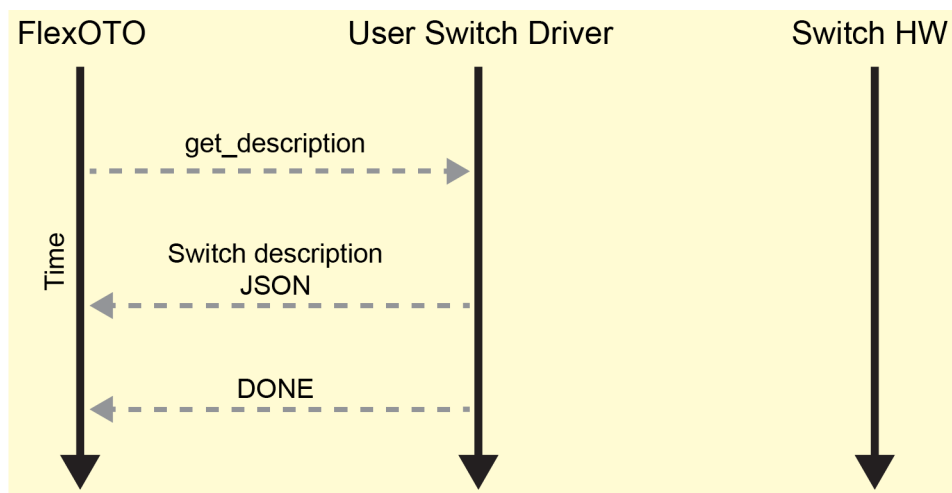 FlexOTO
User Switch Driver
Switch HW
get_description
Time
Switch description
JSON
DONE